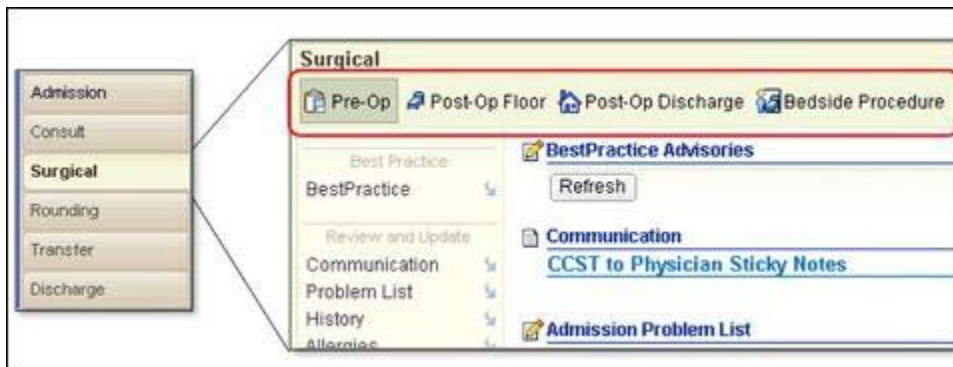 Admission
Consult
Surgical
Rounding
Transfer
Discharge
Surgical
Pre-Op Post-Op Floor Post-Op Discharge Bedside Procedure
Best Practice
BestPractice
Review and Update
Communication
Problem List
History
Allergies
BestPractice Advisories
Refresh
Communication
CCST to Physician Sticky Notes
Admission Problem List